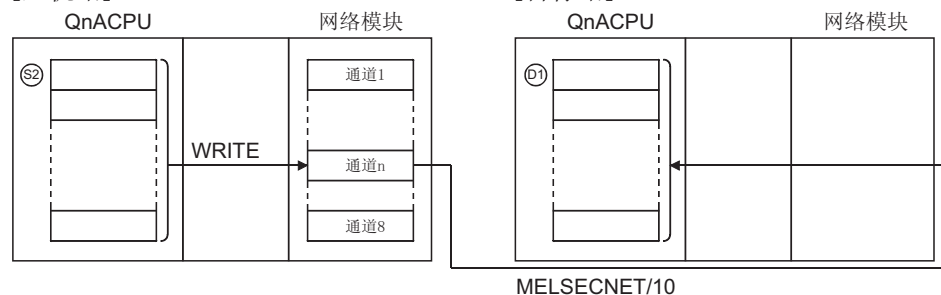 QnACPU
网络模块
QnACPU
网络模块
S2
通道1
WRITE
通道n
通道8
D1
MELSECNET/10